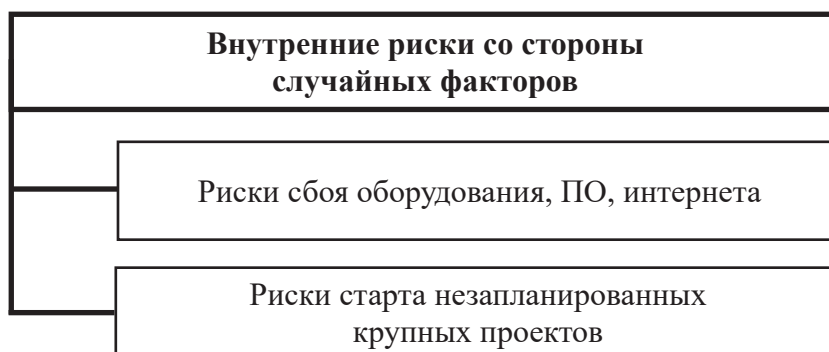 Внутренние риски со стороны
случайных факторов
Риски сбоя оборудования, ПО, интернета
Риски старта незапланированных
крупных проектов